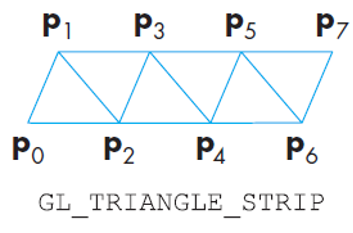 p1 p3 p5 p7
p0 p2 p4 p6
GL_TRIANGLE_STRIP